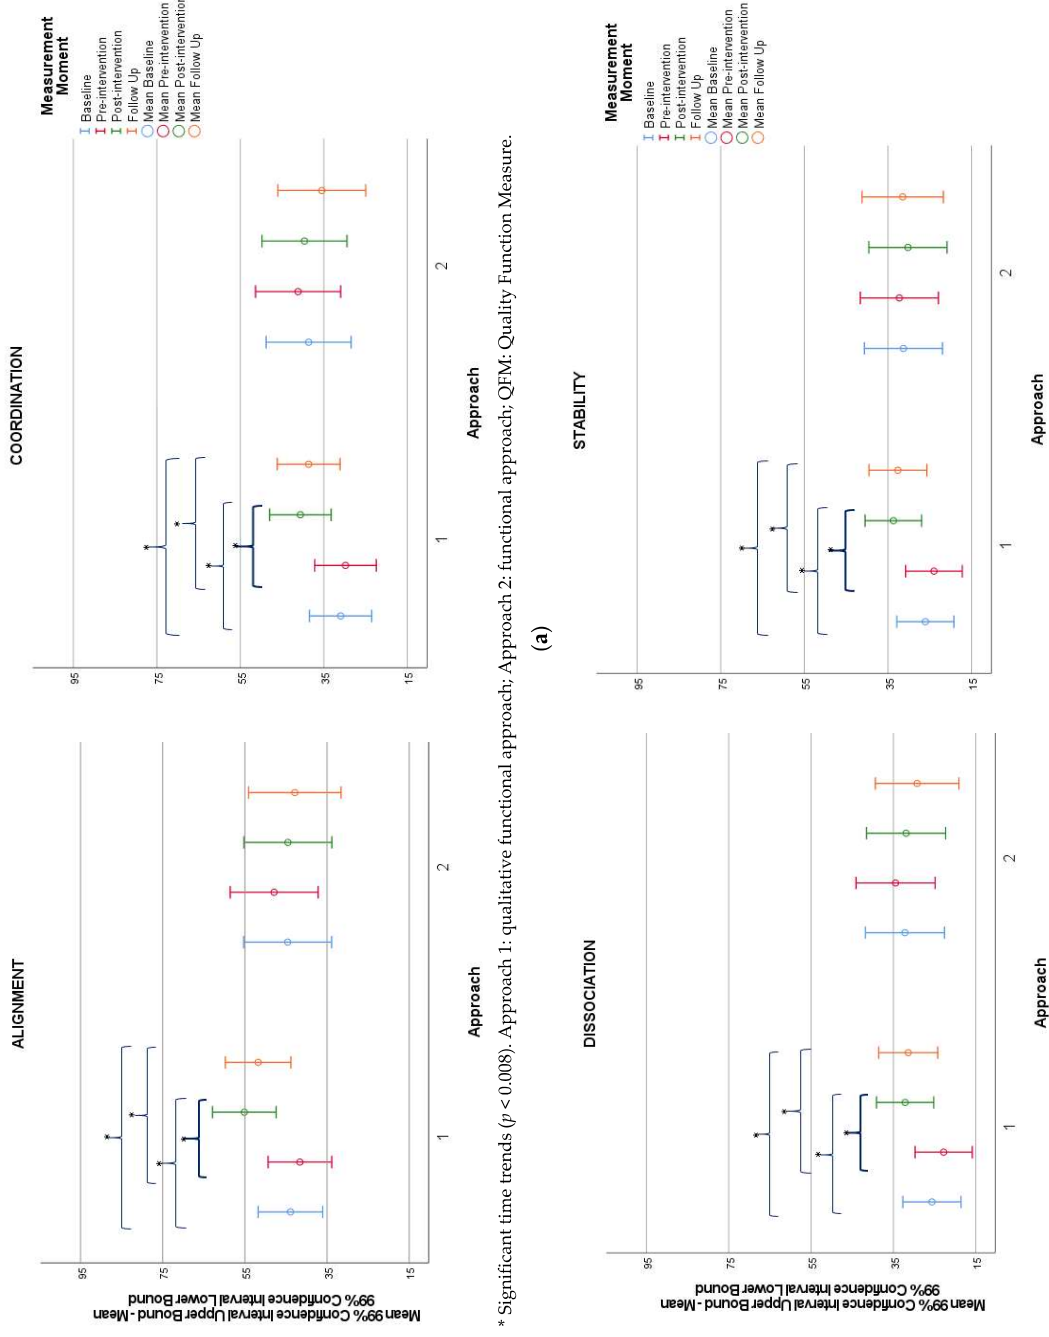 ALIGNMENT
95
75
55
35
15
Mean 99% Confidence Interval Upper Bound - Mean
99% Confidence Interval Lower Bound
*
*
*
*
1
2
Approach
COORDINATION
95
75
55
35
15
*
*
*
*
1
2
Approach
Measurement
Moment
Baseline
Pre-intervention
Post-intervention
Follow Up
Mean Baseline
Mean Pre-intervention
Mean Post-intervention
Mean Follow Up
* Significant time trends (p < 0.008). Approach 1: qualitative functional approach; Approach 2: functional approach; QFM: Quality Function Measure.
(a)
DISSOCIATION
95
75
55
35
15
Mean 99% Confidence Interval Upper Bound - Mean
99% Confidence Interval Lower Bound
*
*
*
*
1
2
Approach
STABILITY
95
75
55
35
15
*
*
*
*
1
2
Approach
Measurement
Moment
Baseline
Pre-intervention
Post-intervention
Follow Up
Mean Baseline
Mean Pre-intervention
Mean Post-intervention
Mean Follow Up